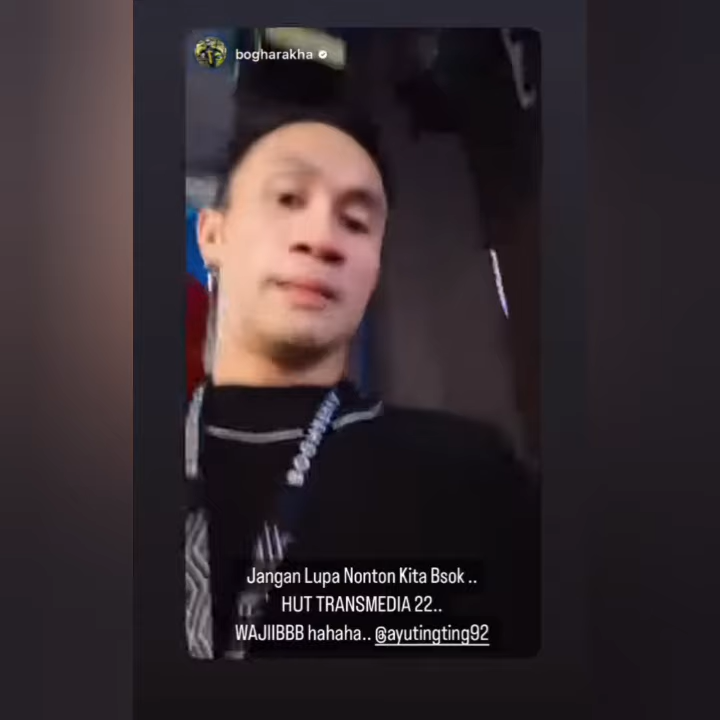 bogharakha
Jangan Lupa Nonton Kita Bsok ..
HUT TRANSMEDIA 22..
WAJIIBBB hahaha.. @ayutingting92